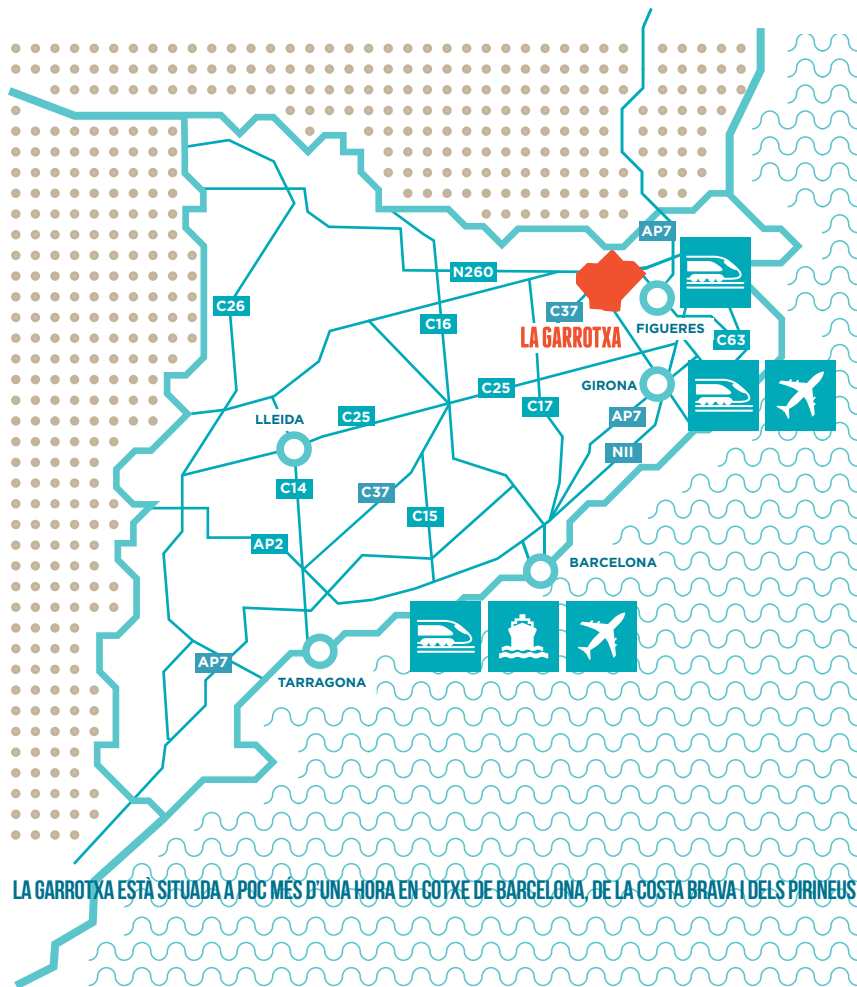 AP7
N260
C26
C37
C16
LA GARROTXA
FIGUERES
C63
GIRONA
C25
C17
LLEIDA
C25
AP7
NII
C14
C37
C15
AP2
BARCELONA
AP7
TARRAGONA
LA GARROTXA ESTÀ SITUADA A POC MÉS D'UNA HORA EN COTXE DE BARCELONA, DE LA COSTA BRAVA I DELS PIRINEUS